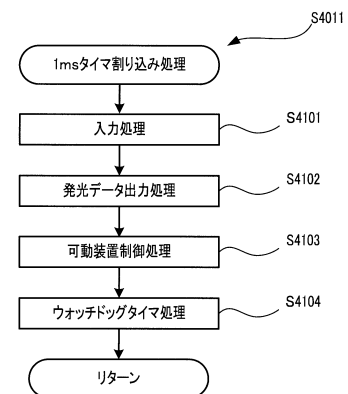 S4011
1msタイマ割り込み処理
入力処理
S4101
発光データ出力処理
S4102
可動装置制御処理
S4103
ウォッチドッグタイマ処理
S4104
リターン